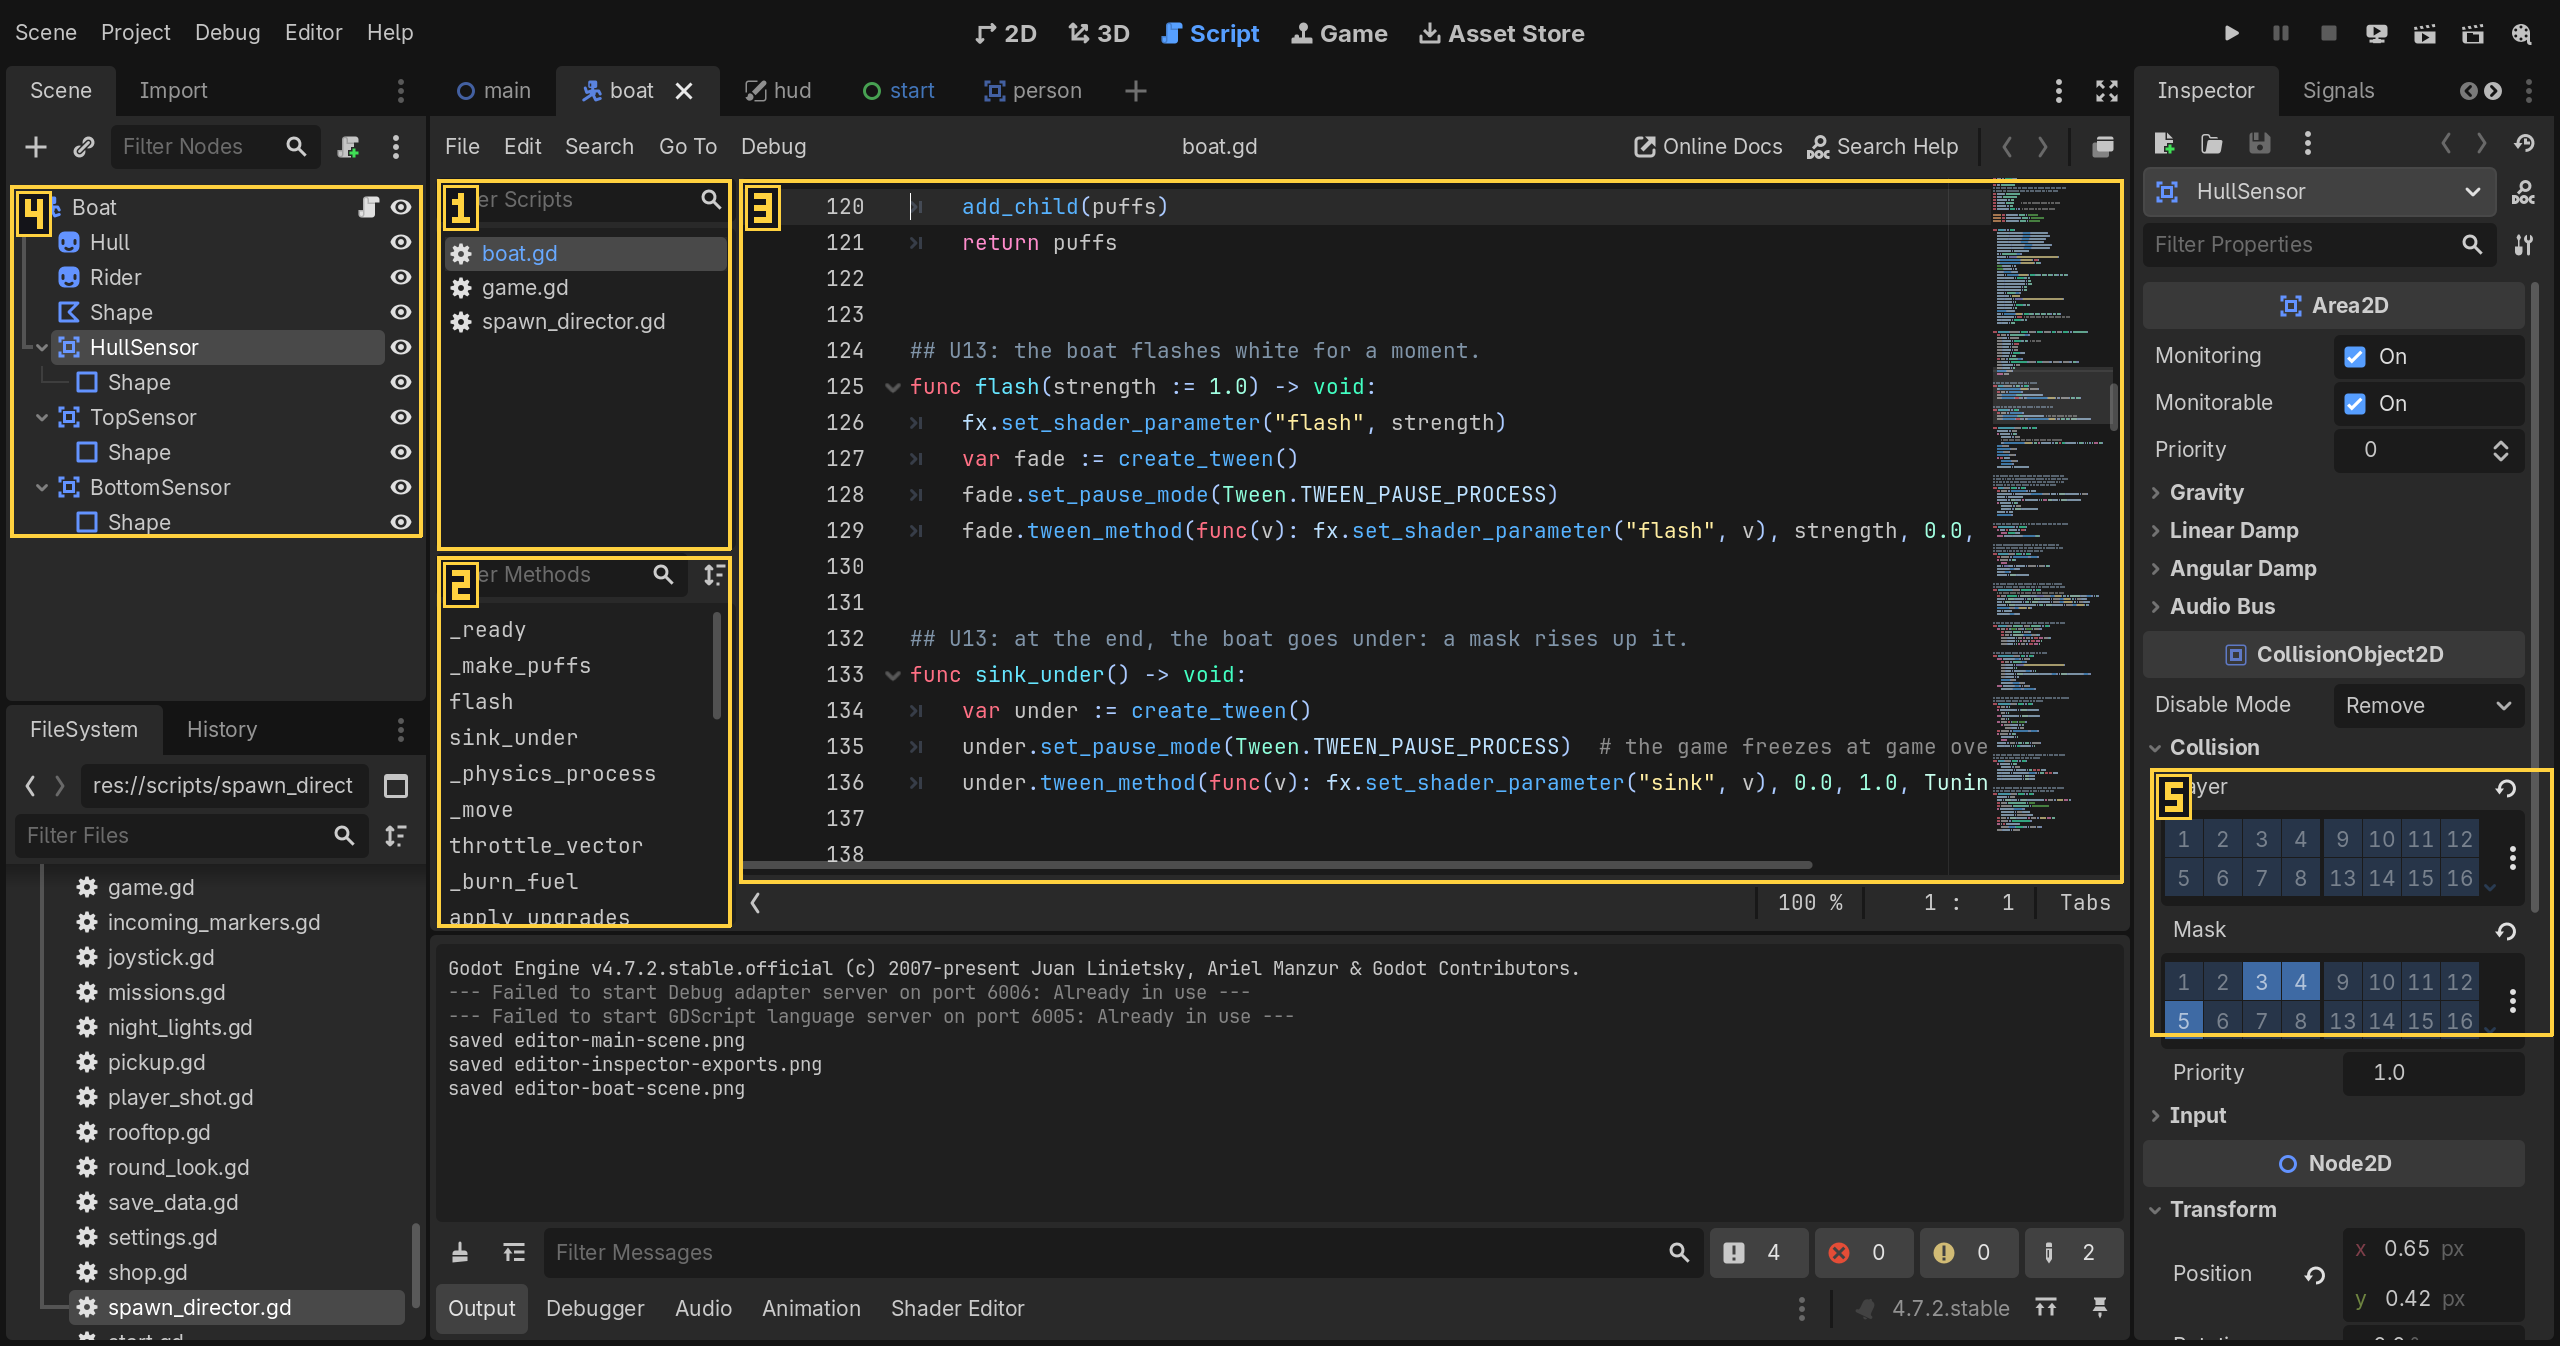 Scene Project Debug Editor Help
2D 3D Script Game Asset Store
Scene Import
Filter Nodes
4
Boat
Hull
Rider
Shape
HullSensor
Shape
TopSensor
Shape
BottomSensor
Shape
FileSystem History
res://scripts/spawn_direct
Filter Files
game.gd
incoming_markers.gd
joystick.gd
missions.gd
night_lights.gd
pickup.gd
player_shot.gd
rooftop.gd
round_look.gd
save_data.gd
settings.gd
shop.gd
spawn_director.gd
start.gd
main boat hud start person
File Edit Search Go To Debug
boat.gd
Online Docs Search Help
1
er Scripts
boat.gd
game.gd
spawn_director.gd
2
er Methods
_ready
_make_puffs
flash
sink_under
_physics_process
_move
throttle_vector
_burn_fuel
apply_upgrades
3
120 add_child(puffs)
121 return puffs
122
123
124 ## U13: the boat flashes white for a moment.
125 func flash(strength := 1.0) -> void:
126 fx.set_shader_parameter("flash", strength)
127 var fade := create_tween()
128 fade.set_pause_mode(Tween.TWEEN_PAUSE_PROCESS)
129 fade.tween_method(func(v): fx.set_shader_parameter("flash", v), strength, 0.0,
130
131
132 ## U13: at the end, the boat goes under: a mask rises up it.
133 func sink_under() -> void:
134 var under := create_tween()
135 under.set_pause_mode(Tween.TWEEN_PAUSE_PROCESS) # the game freezes at game ove
136 under.tween_method(func(v): fx.set_shader_parameter("sink", v), 0.0, 1.0, Tunin
137
138
100 % 1 : 1 Tabs
Godot Engine v4.7.2.stable.official (c) 2007-present Juan Linietsky, Ariel Manzur & Godot Contributors.
--- Failed to start Debug adapter server on port 6006: Already in use ---
--- Failed to start GDScript language server on port 6005: Already in use ---
saved editor-main-scene.png
saved editor-inspector-exports.png
saved editor-boat-scene.png
Filter Messages 4 0 0 2
Output Debugger Audio Animation Shader Editor 4.7.2.stable
Inspector Signals
HullSensor
Filter Properties
Area2D
Monitoring On
Monitorable On
Priority 0
Gravity
Linear Damp
Angular Damp
Audio Bus
CollisionObject2D
Disable Mode Remove
Collision
5
ayer
1 2 3 4 9 10 11 12
5 6 7 8 13 14 15 16
Mask
1 2 3 4 9 10 11 12
5 6 7 8 13 14 15 16
Priority 1.0
Input
Node2D
Transform
x 0.65 px
Position
y 0.42 px